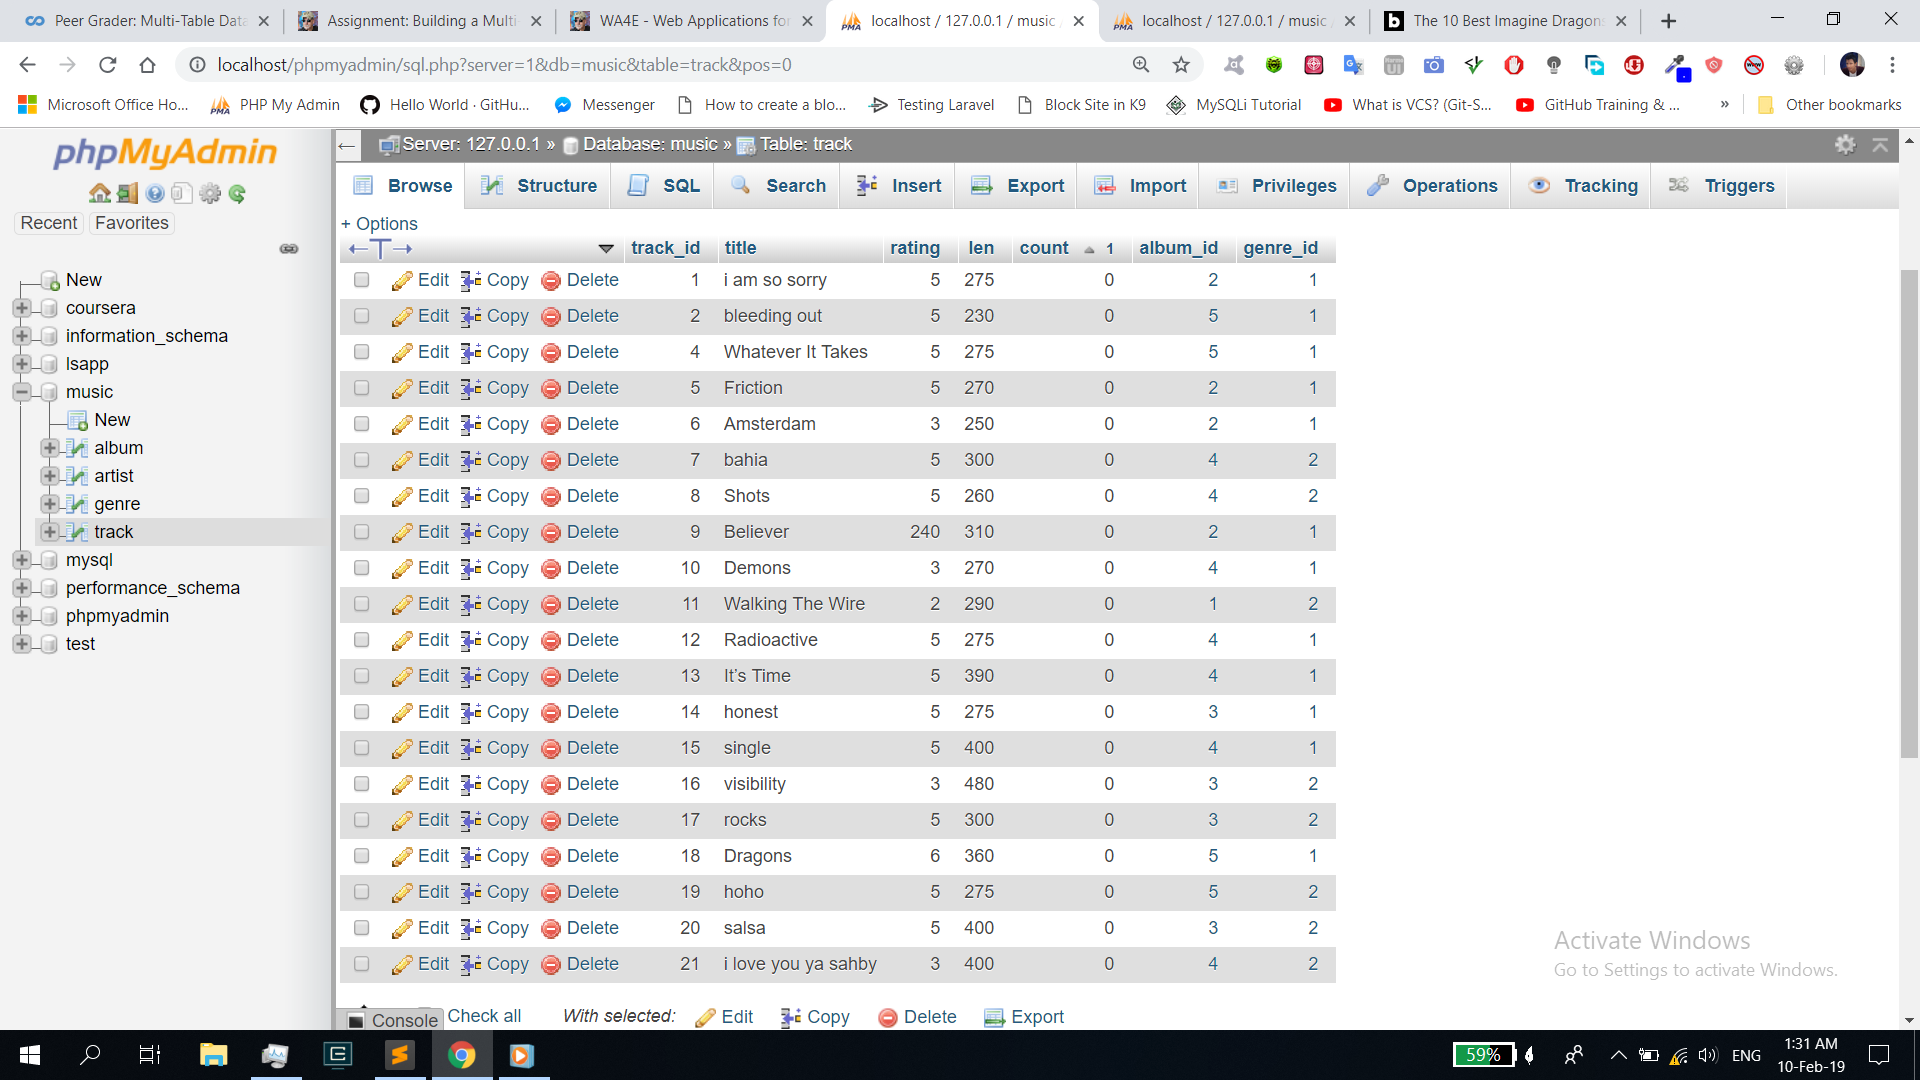 Peer Grader: Multi-Table Data
Assignment: Building a Multi-
WA4E - Web Applications for
localhost / 127.0.0.1 / music /
localhost / 127.0.0.1 / music /
b The 10 Best Imagine Dragons
localhost/phpmyadmin/sql.php?server=1&db=music&table=track&pos=0
Microsoft Office Ho... PHP My Admin Hello World · GitHu... Messenger How to create a blo... Testing Laravel Block Site in K9 MySQLi Tutorial What is VCS? (Git-S... GitHub Training & ... » Other bookmarks
phpMyAdmin
Recent Favorites
New
coursera
information_schema
lsapp
music
New
album
artist
genre
track
mysql
performance_schema
phpmyadmin
test
Server: 127.0.0.1 » Database: music » Table: track
Browse Structure SQL Search Insert Export Import Privileges Operations Tracking Triggers
+ Options
←T→ track_id title rating len count 1 album_id genre_id
Edit Copy Delete 1 i am so sorry 5 275 0 2 1
Edit Copy Delete 2 bleeding out 5 230 0 5 1
Edit Copy Delete 4 Whatever It Takes 5 275 0 5 1
Edit Copy Delete 5 Friction 5 270 0 2 1
Edit Copy Delete 6 Amsterdam 3 250 0 2 1
Edit Copy Delete 7 bahia 5 300 0 4 2
Edit Copy Delete 8 Shots 5 260 0 4 2
Edit Copy Delete 9 Believer 240 310 0 2 1
Edit Copy Delete 10 Demons 3 270 0 4 1
Edit Copy Delete 11 Walking The Wire 2 290 0 1 2
Edit Copy Delete 12 Radioactive 5 275 0 4 1
Edit Copy Delete 13 It’s Time 5 390 0 4 1
Edit Copy Delete 14 honest 5 275 0 3 1
Edit Copy Delete 15 single 5 400 0 4 1
Edit Copy Delete 16 visibility 3 480 0 3 2
Edit Copy Delete 17 rocks 5 300 0 3 2
Edit Copy Delete 18 Dragons 6 360 0 5 1
Edit Copy Delete 19 hoho 5 275 0 5 2
Edit Copy Delete 20 salsa 5 400 0 3 2
Edit Copy Delete 21 i love you ya sahby 3 400 0 4 2
Console Check all With selected: Edit Copy Delete Export
Activate Windows
Go to Settings to activate Windows.
59% ENG
1:31 AM
10-Feb-19